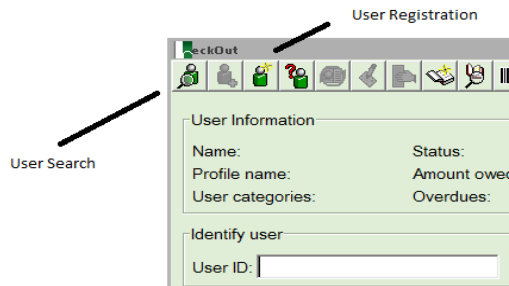 User Registration
eckOut
User Search
User Information
Name: Status:
Profile name: Amount owed
User categories: Overdues:
Identify user
User ID: